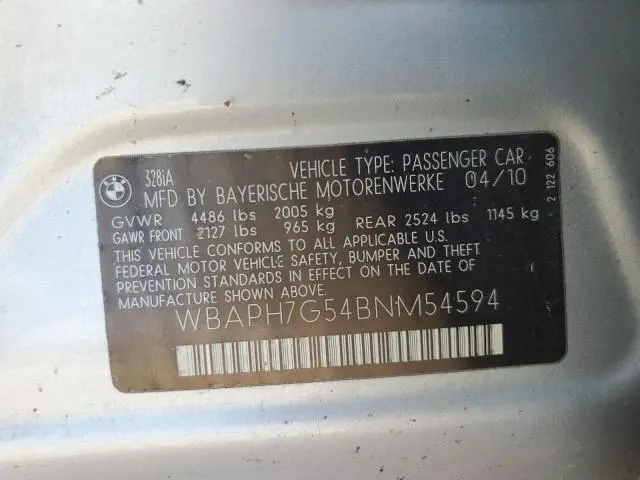 BMW
328iA VEHICLE TYPE: PASSENGER CAR
MFD BY BAYERISCHE MOTORENWERKE 04/10
GVWR 4486 lbs 2005 kg
GAWR FRONT 2127 lbs 965 kg REAR 2524 lbs 1145 kg
THIS VEHICLE CONFORMS TO ALL APPLICABLE U.S.
FEDERAL MOTOR VEHICLE SAFETY, BUMPER AND THEFT
PREVENTION STANDARDS IN EFFECT ON THE DATE OF
MANUFACTURE SHOWN ABOVE.
WBAPH7G54BNM54594
2 122 606